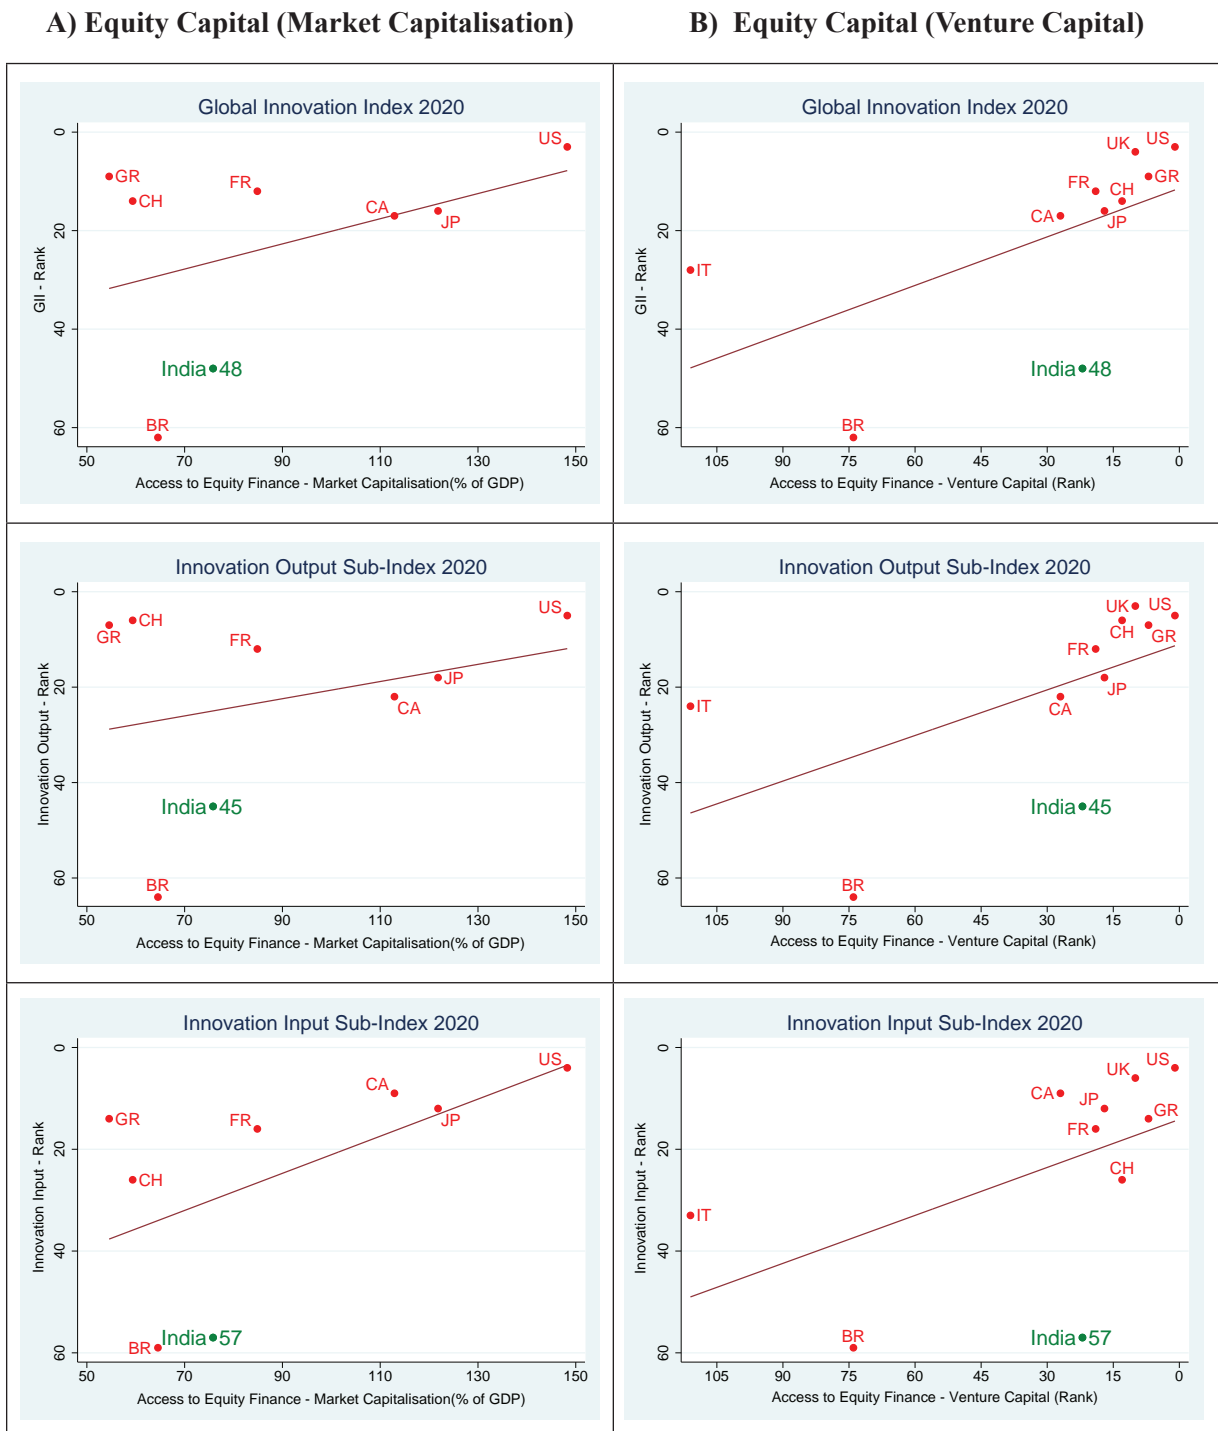 A) Equity Capital (Market Capitalisation)
B) Equity Capital (Venture Capital)
Global Innovation Index 2020
GII - Rank
0
20
40
60
US
GR
CH
FR
CA
JP
India 48
BR
50 70 90 110 130 150
Access to Equity Finance - Market Capitalisation(% of GDP)
Global Innovation Index 2020
GII - Rank
0
20
40
60
UK
US
FR
CH
GR
CA
JP
IT
India 48
BR
105 90 75 60 45 30 15 0
Access to Equity Finance - Venture Capital (Rank)
Innovation Output Sub-Index 2020
Innovation Output - Rank
0
20
40
60
US
CH
GR
FR
JP
CA
India 45
BR
50 70 90 110 130 150
Access to Equity Finance - Market Capitalisation(% of GDP)
Innovation Output Sub-Index 2020
Innovation Output - Rank
0
20
40
60
UK
US
CH
GR
FR
JP
CA
IT
India 45
BR
105 90 75 60 45 30 15 0
Access to Equity Finance - Venture Capital (Rank)
Innovation Input Sub-Index 2020
Innovation Input - Rank
0
20
40
60
US
CA
GR
FR
JP
CH
India 57
BR
50 70 90 110 130 150
Access to Equity Finance - Market Capitalisation(% of GDP)
Innovation Input Sub-Index 2020
Innovation Input - Rank
0
20
40
60
US
UK
CA
JP
GR
FR
CH
IT
India 57
BR
105 90 75 60 45 30 15 0
Access to Equity Finance - Venture Capital (Rank)